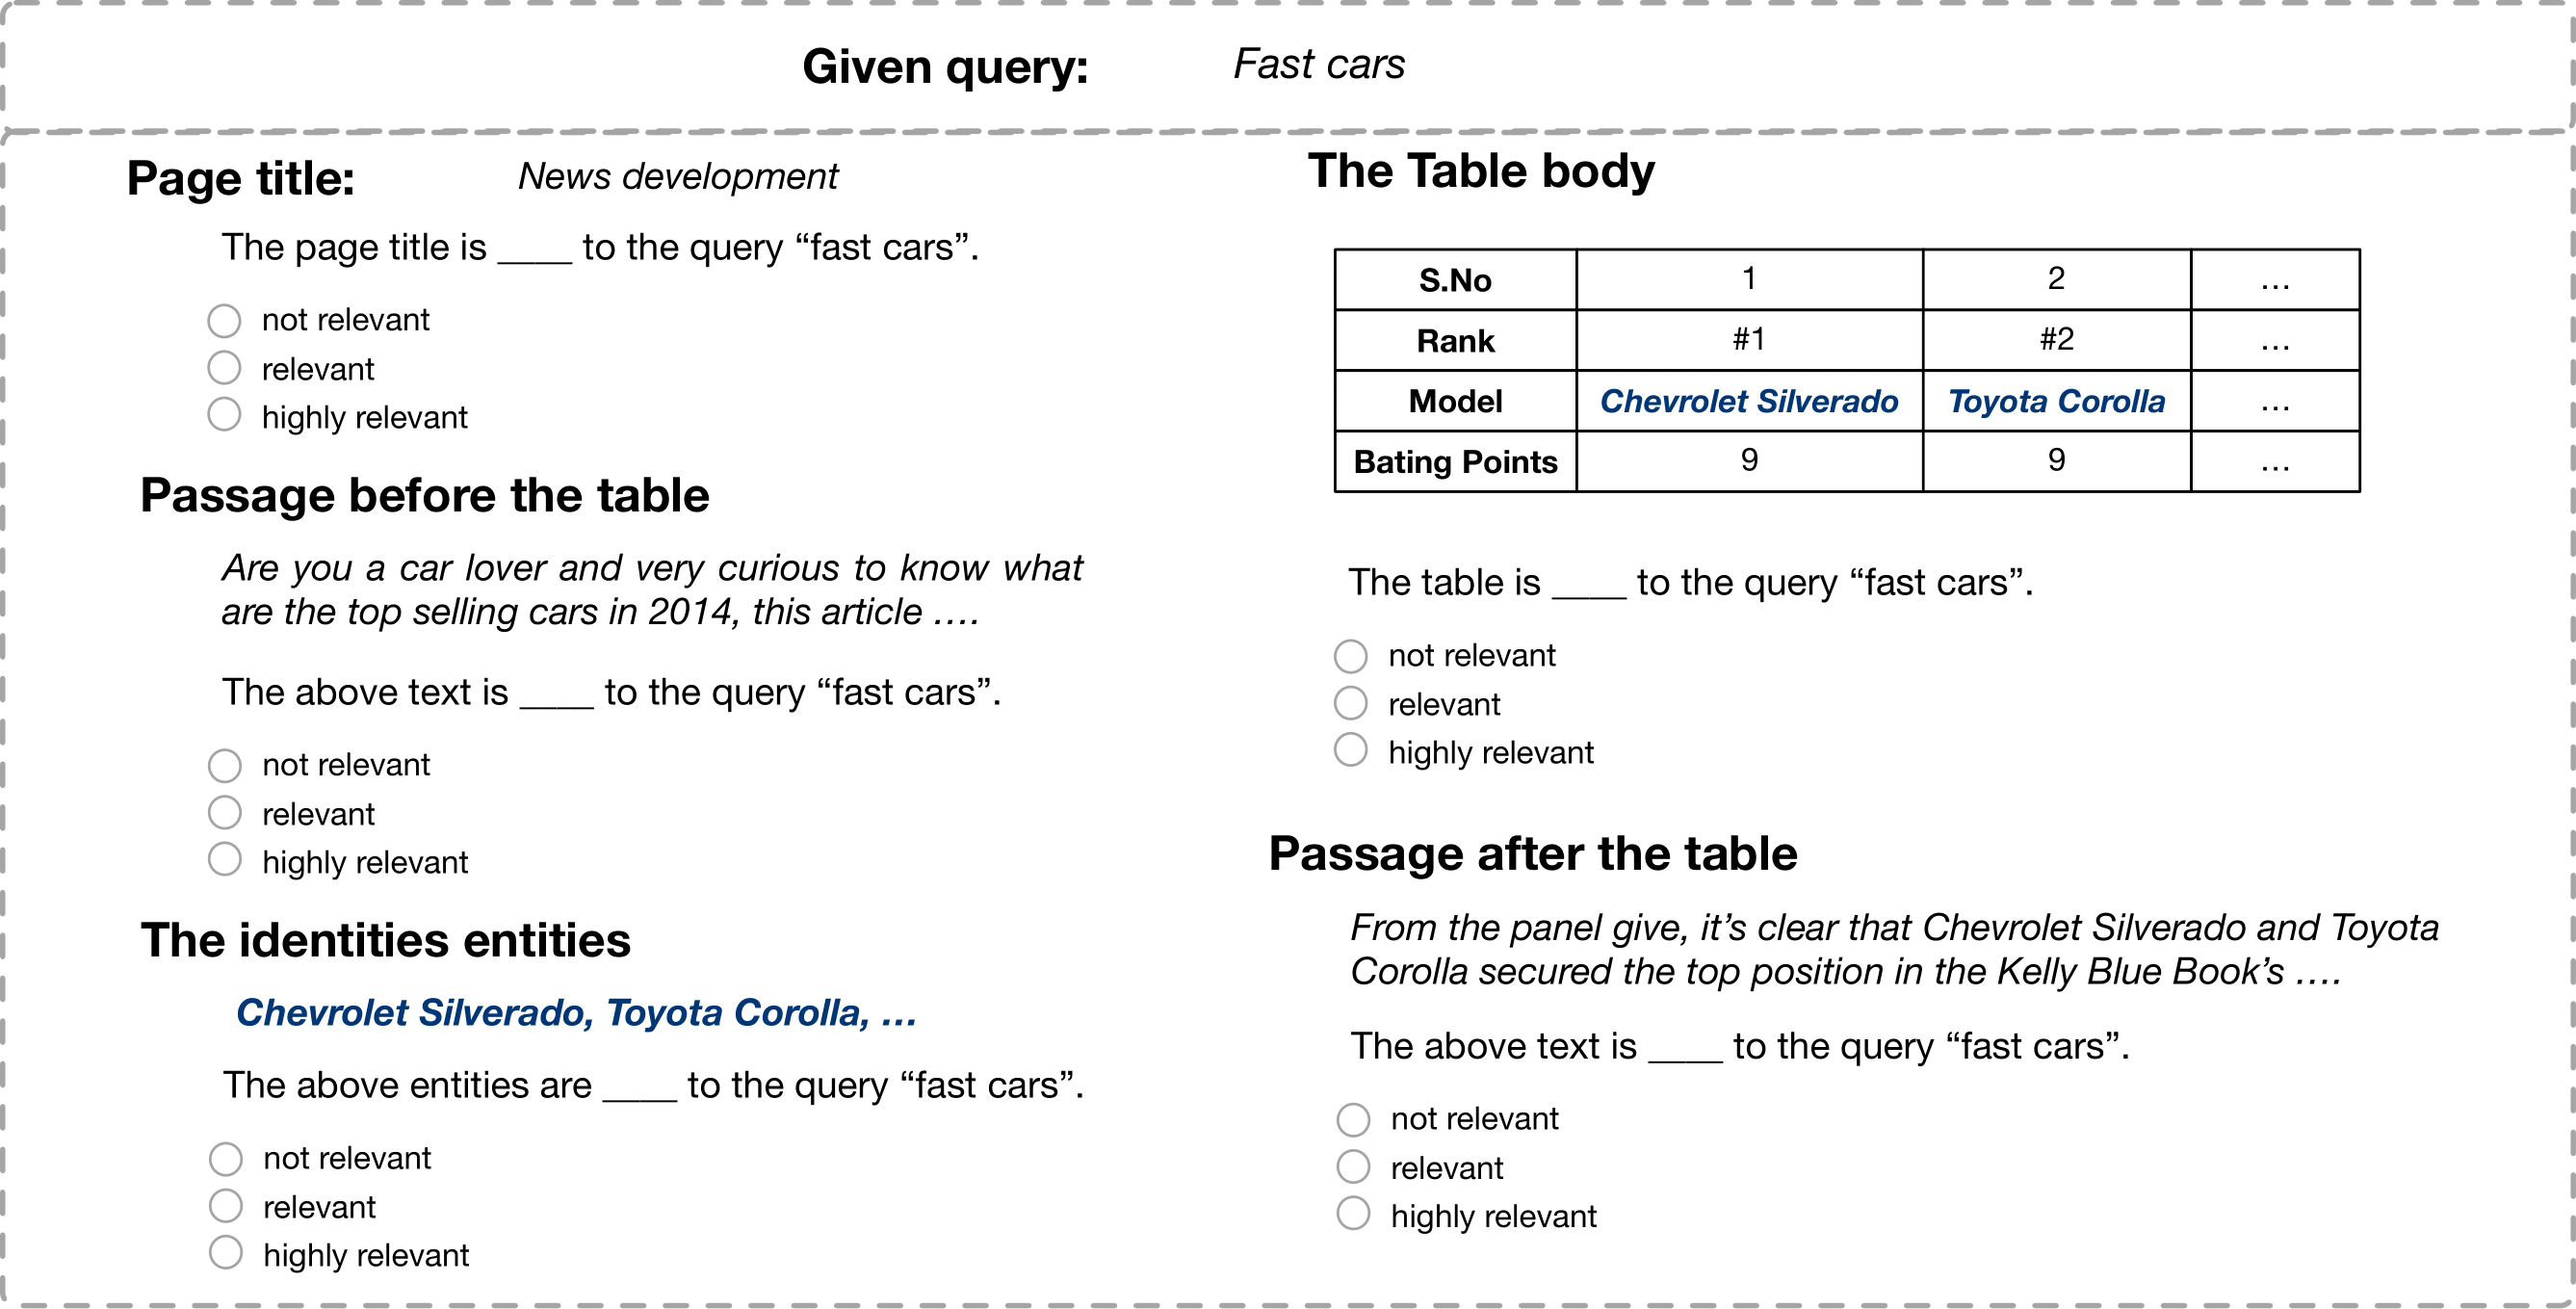 Given query: Fast cars
Page title: News development
The page title is ____ to the query “fast cars”.
not relevant
relevant
highly relevant
Passage before the table
Are you a car lover and very curious to know what
are the top selling cars in 2014, this article ….
The above text is ____ to the query “fast cars”.
not relevant
relevant
highly relevant
The identities entities
Chevrolet Silverado, Toyota Corolla, …
The above entities are ____ to the query “fast cars”.
not relevant
relevant
highly relevant
The Table body
S.No 1 2 …
Rank #1 #2 …
Model Chevrolet Silverado Toyota Corolla …
Bating Points 9 9 …
The table is ____ to the query “fast cars”.
not relevant
relevant
highly relevant
Passage after the table
From the panel give, it’s clear that Chevrolet Silverado and Toyota
Corolla secured the top position in the Kelly Blue Book’s ….
The above text is ____ to the query “fast cars”.
not relevant
relevant
highly relevant